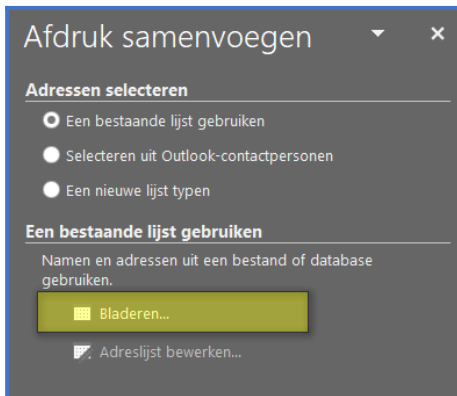 Afdruk samenvoegen
Adressen selecteren
Een bestaande lijst gebruiken
Selecteren uit Outlook-contactpersonen
Een nieuwe lijst typen
Een bestaande lijst gebruiken
Namen en adressen uit een bestand of database
gebruiken.
Bladeren...
Adreslijst bewerken...